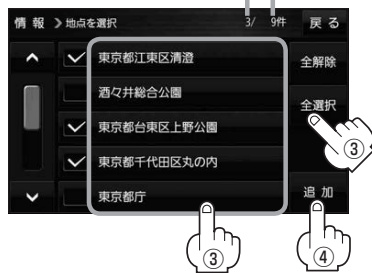 情 報 ＞地点を選択 3/ 9件 戻 る
東京都江東区清澄 全解除
酒々井総合公園
全選択
東京都台東区上野公園
③
東京都千代田区丸の内
東京都庁 追 加
③ ④